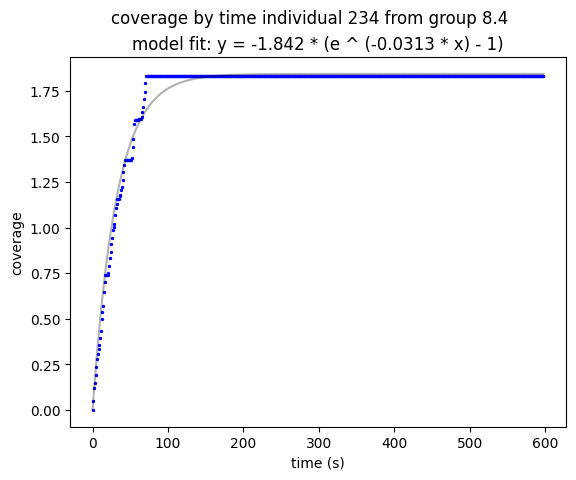 coverage by time individual 234 from group 8.4
model fit: y = -1.842 * (e ^ (-0.0313 * x) - 1)
1.75
1.50
1.25
1.00
0.75
0.50
0.25
0.00
coverage
0 100 200 300 400 500 600
time (s)